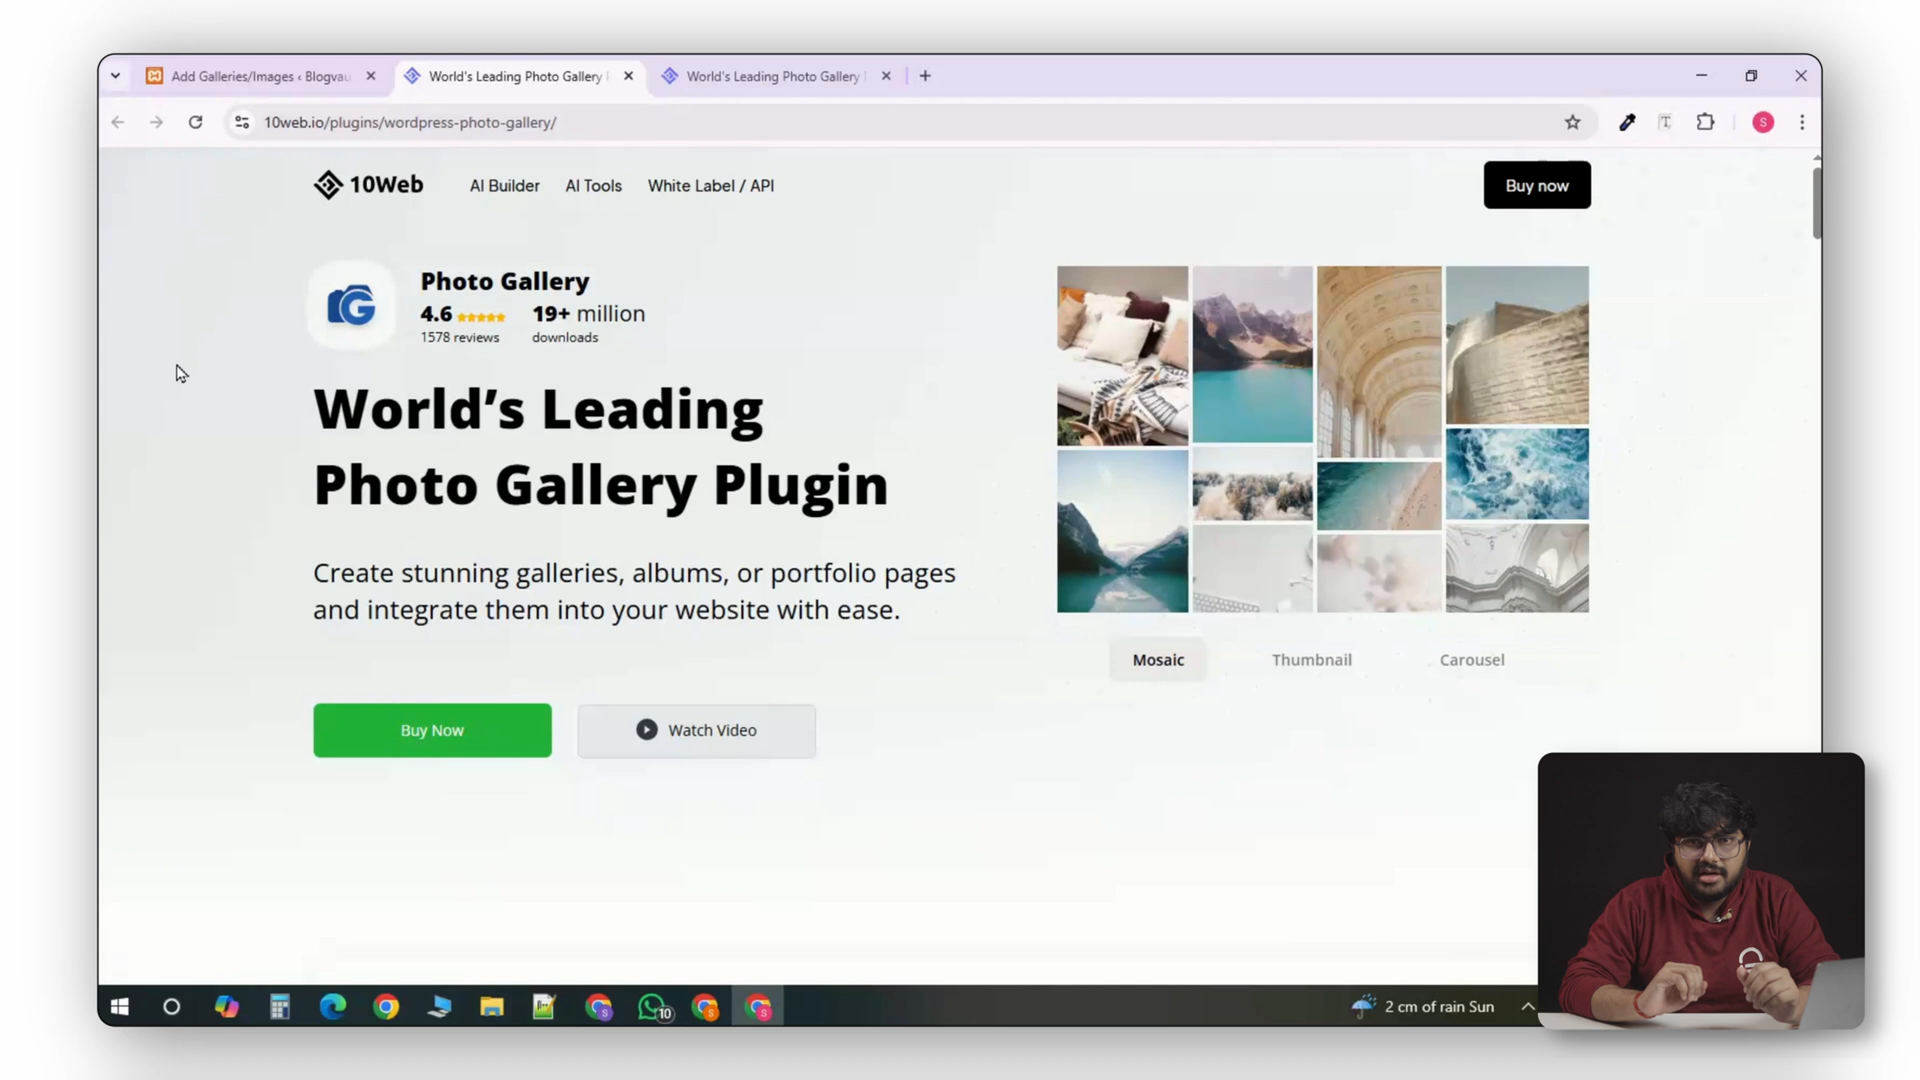 Add Galleries/Images ‹ Blogvau
World's Leading Photo Gallery
World's Leading Photo Gallery
10web.io/plugins/wordpress-photo-gallery/
S
10Web
AI Builder
AI Tools
White Label / API
Buy now
G
Photo Gallery
4.6
19+ million
1578 reviews
downloads
World’s Leading
Photo Gallery Plugin
Create stunning galleries, albums, or portfolio pages
and integrate them into your website with ease.
Mosaic
Thumbnail
Carousel
Buy Now
Watch Video
10
2 cm of rain Sun